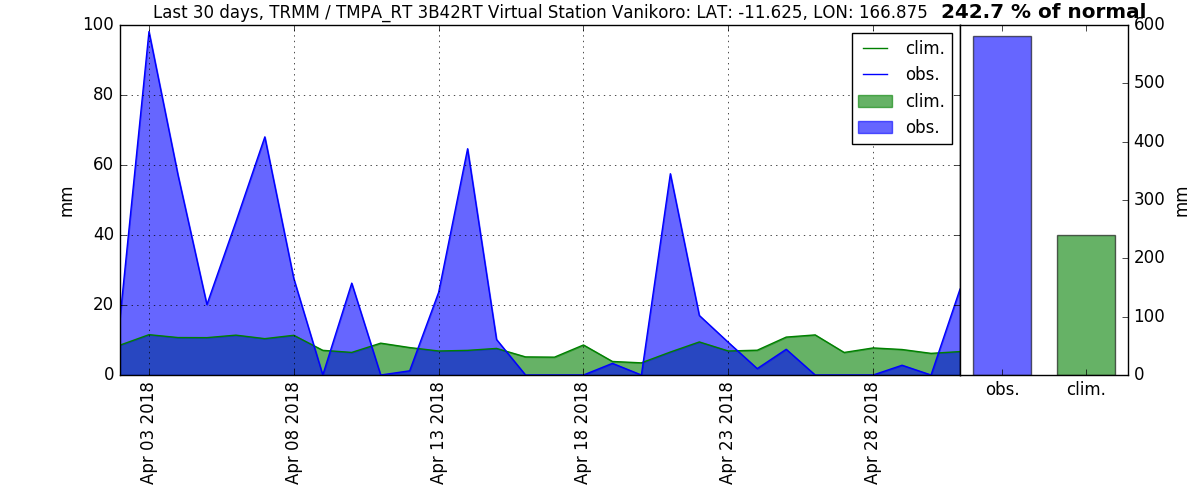 Last 30 days, TRMM / TMPA_RT 3B42RT Virtual Station Vanikoro: LAT: -11.625, LON: 166.875 242.7 % of normal
100
80
60
40
20
0
mm
clim.
obs.
clim.
obs.
Apr 03 2018
Apr 08 2018
Apr 13 2018
Apr 18 2018
Apr 23 2018
Apr 28 2018
600
500
400
300
200
100
0
mm
obs.
clim.